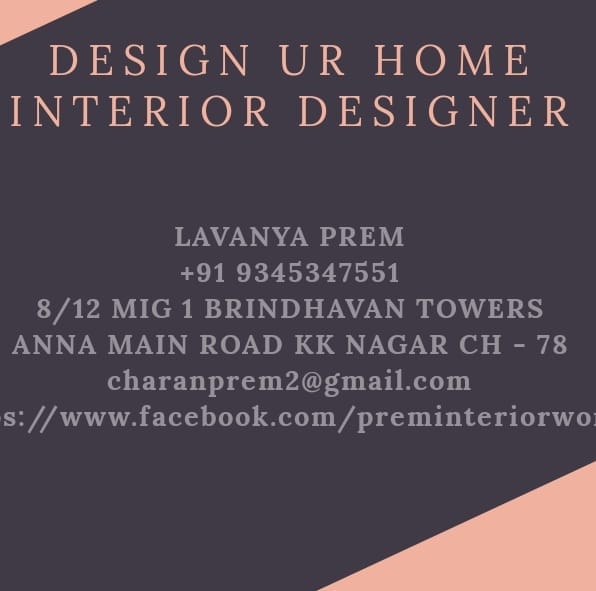 DESIGN UR HOME
INTERIOR DESIGNER
LAVANYA PREM
+91 9345347551
8/12 MIG 1 BRINDHAVAN TOWERS
ANNA MAIN ROAD KK NAGAR CH - 78
charanprem2@gmail.com
ps://www.facebook.com/preminteriorwor